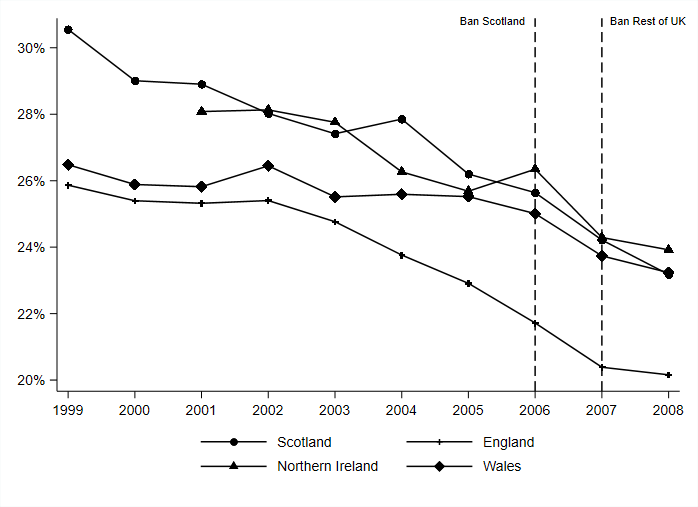 Ban Scotland Ban Rest of UK
30%
28%
26%
24%
22%
20%
1999 2000 2001 2002 2003 2004 2005 2006 2007 2008
Scotland England
Northern Ireland Wales